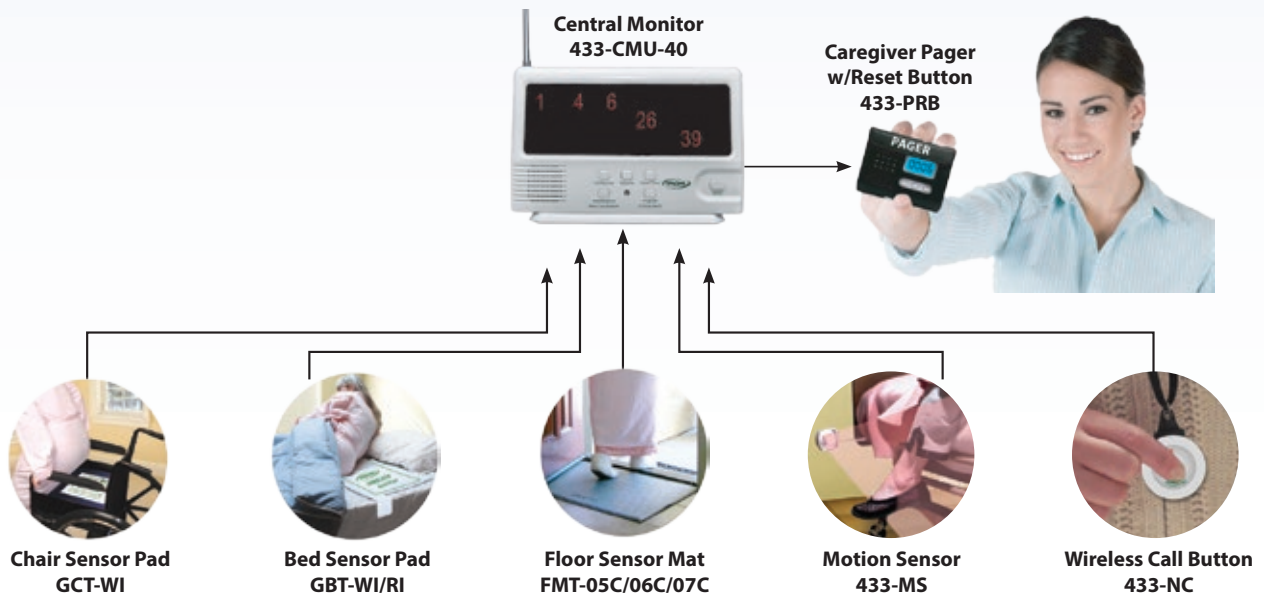 Central Monitor
433-CMU-40
Caregiver Pager
w/Reset Button
433-PRB
1 4 6
26
39
PAGER
Chair Sensor Pad
GCT-WI
Bed Sensor Pad
GBT-WI/RI
Floor Sensor Mat
FMT-05C/06C/07C
Motion Sensor
433-MS
Wireless Call Button
433-NC